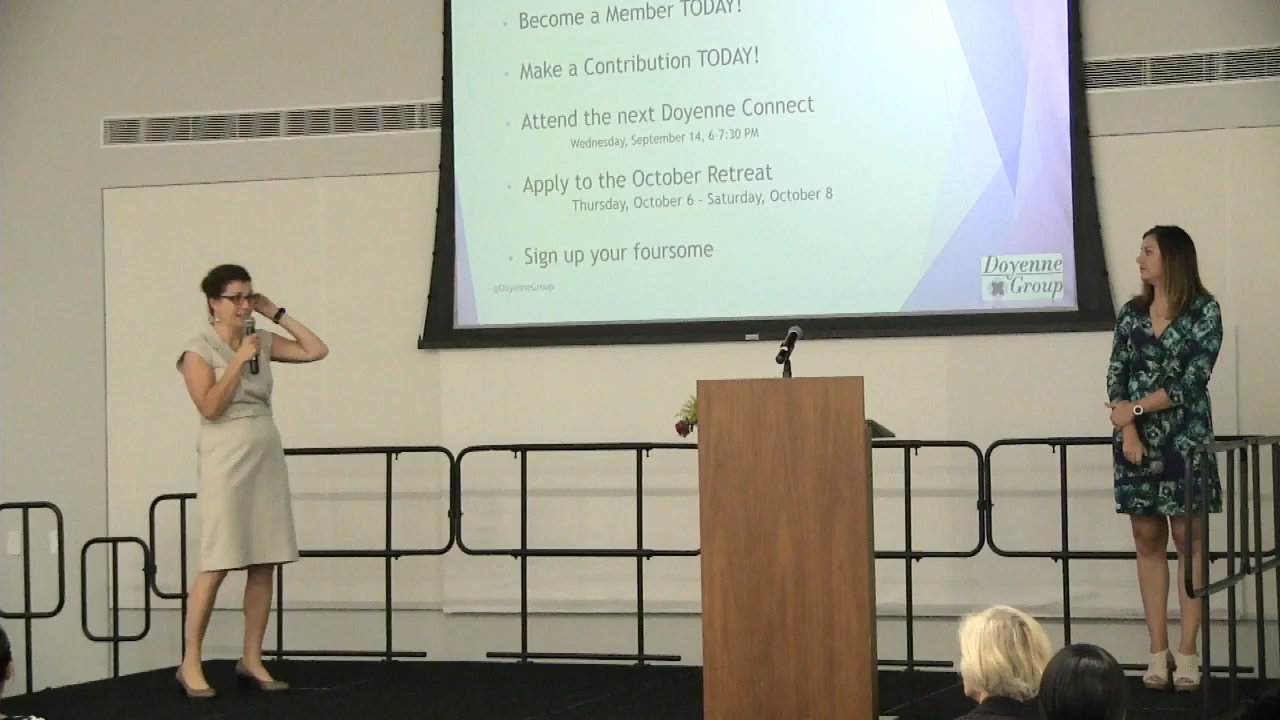 Become a Member TODAY!
Make a Contribution TODAY!
Attend the next Doyenne Connect
Wednesday, September 14, 6-7:30 PM
Apply to the October Retreat
Thursday, October 6 - Saturday, October 8
Sign up your foursome
@DoyenneGroup
Doyenne
Group